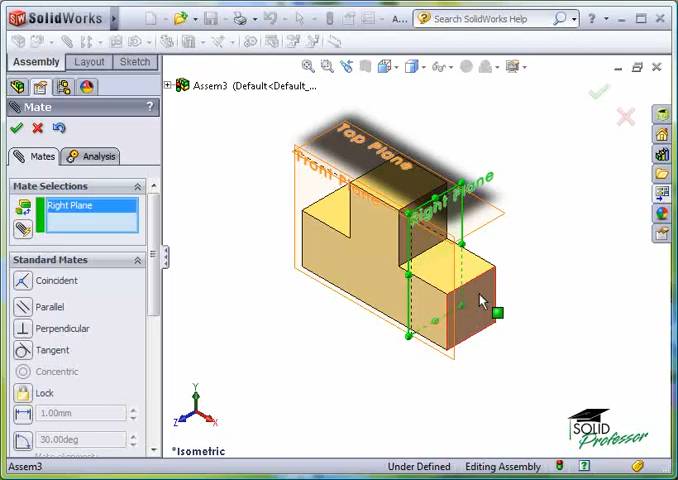 SolidWorks
A...
Search SolidWorks Help
?
Assembly
Layout
Sketch
Assem3 (Default<Default_...
Mate
?
Mates
Analysis
Mate Selections
Right Plane
Standard Mates
Coincident
Parallel
Perpendicular
Tangent
Concentric
Lock
1.00mm
30.00deg
Mate alignment:
Top Plane
Front Plane
Right Plane
Y
Z
X
*Isometric
SOLID
Professor
Assem3
Under Defined
Editing Assembly
?